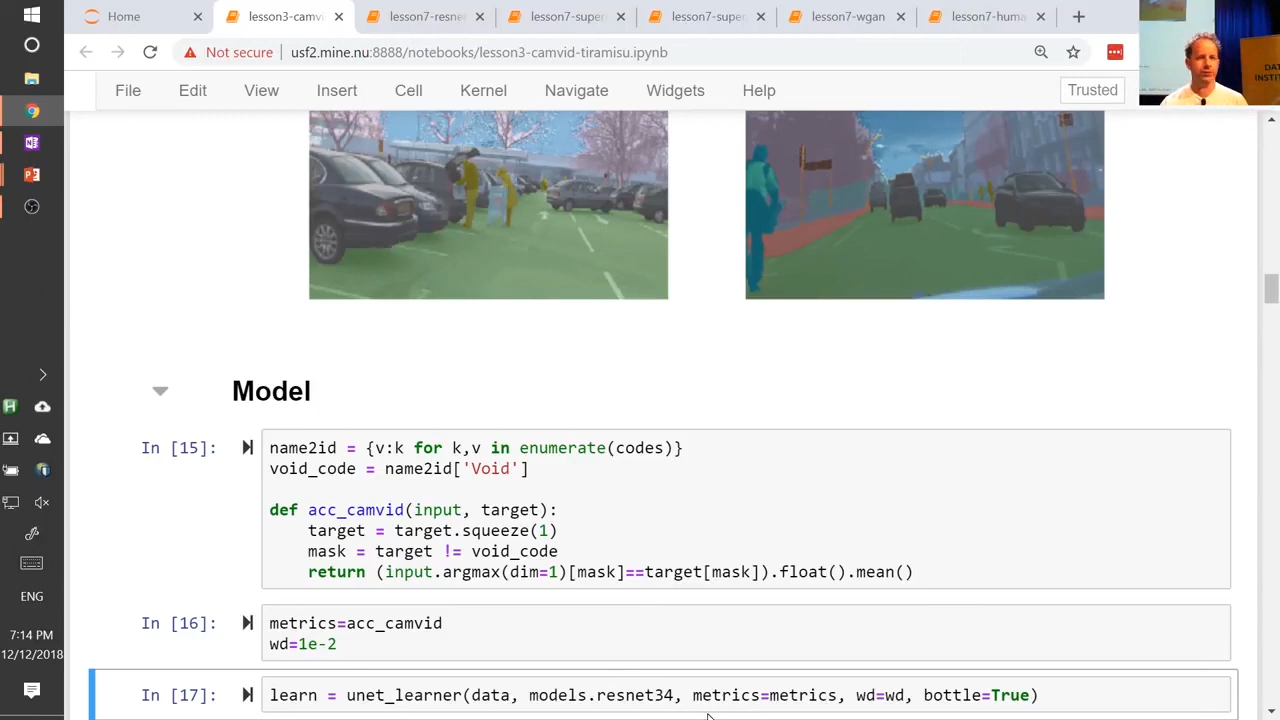 Home
lesson3-camvi
lesson7-resne
lesson7-super
lesson7-super
lesson7-wgan
lesson7-huma
Not secure
usf2.mine.nu:8888/notebooks/lesson3-camvid-tiramisu.ipynb
File Edit View Insert Cell Kernel Navigate Widgets Help Trusted
DAT
INSTIT
Model
In [15]:
name2id = {v:k for k,v in enumerate(codes)}
void_code = name2id['Void']
def acc_camvid(input, target):
target = target.squeeze(1)
mask = target != void_code
return (input.argmax(dim=1)[mask]==target[mask]).float().mean()
In [16]:
metrics=acc_camvid
wd=1e-2
In [17]:
learn = unet_learner(data, models.resnet34, metrics=metrics, wd=wd, bottle=True)
ENG
7:14 PM
12/12/2018